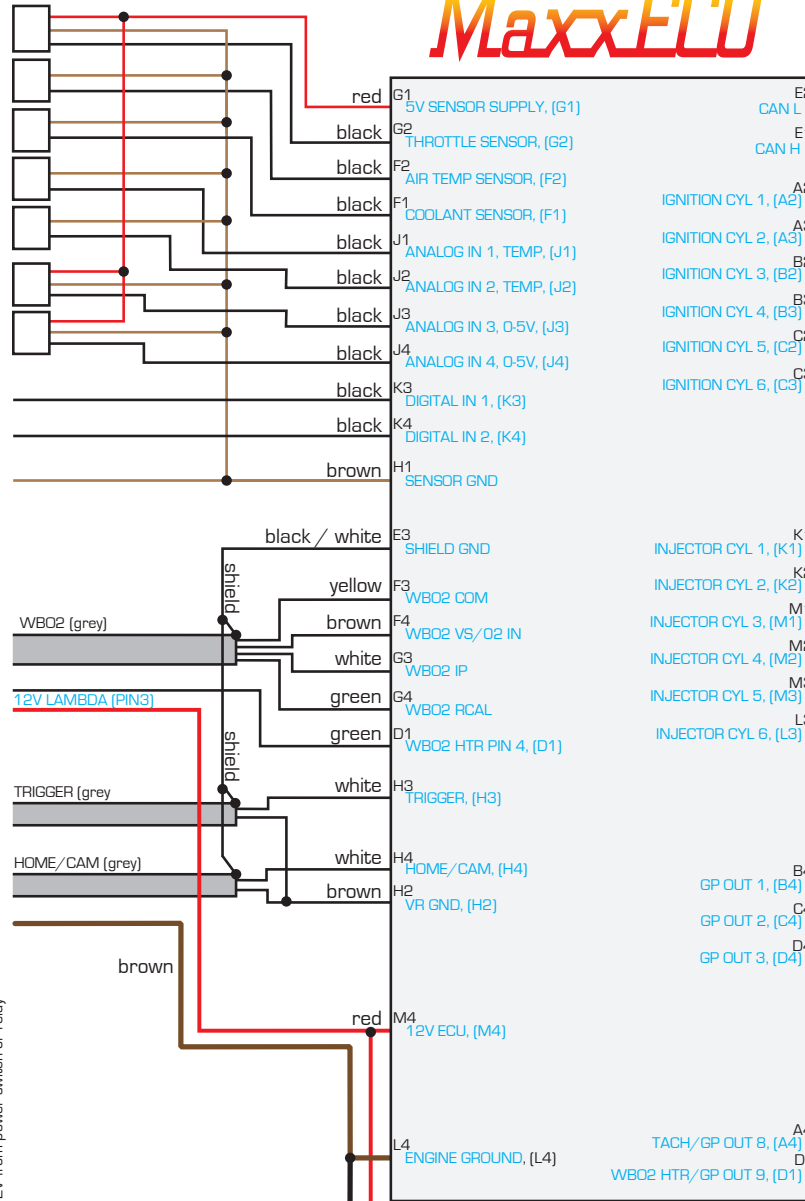 MaxxECU
red G1
5V SENSOR SUPPLY, (G1)
black G2
THROTTLE SENSOR, (G2)
black F2
AIR TEMP SENSOR, (F2)
black F1
COOLANT SENSOR, (F1)
black J1
ANALOG IN 1, TEMP, (J1)
black J2
ANALOG IN 2, TEMP, (J2)
black J3
ANALOG IN 3, 0-5V, (J3)
black J4
ANALOG IN 4, 0-5V, (J4)
black K3
DIGITAL IN 1, (K3)
black K4
DIGITAL IN 2, (K4)
brown H1
SENSOR GND
black / white E3
SHIELD GND
shield
yellow F3
WBO2 COM
WBO2 (grey)
brown F4
WBO2 VS/O2 IN
white G3
WBO2 IP
green G4
WBO2 RCAL
12V LAMBDA (PIN3)
green D1
WBO2 HTR PIN 4, (D1)
shield
white H3
TRIGGER, (H3)
TRIGGER (grey
white H4
HOME/CAM, (H4)
HOME/CAM (grey)
brown H2
VR GND, (H2)
brown
red M4
12V ECU, (M4)
from power switch or relay
L4
ENGINE GROUND, (L4)
CAN L
CAN H
IGNITION CYL 1, (A2)
IGNITION CYL 2, (A3)
IGNITION CYL 3, (B2)
IGNITION CYL 4, (B3)
IGNITION CYL 5, (C2)
IGNITION CYL 6, (C3)
INJECTOR CYL 1, (K1)
INJECTOR CYL 2, (K2)
INJECTOR CYL 3, (M1)
INJECTOR CYL 4, (M2)
INJECTOR CYL 5, (M3)
INJECTOR CYL 6, (L3)
GP OUT 1, (B4)
GP OUT 2, (C4)
GP OUT 3, (D4)
TACH/GP OUT 8, (A4)
WBO2 HTR/GP OUT 9, (D1)